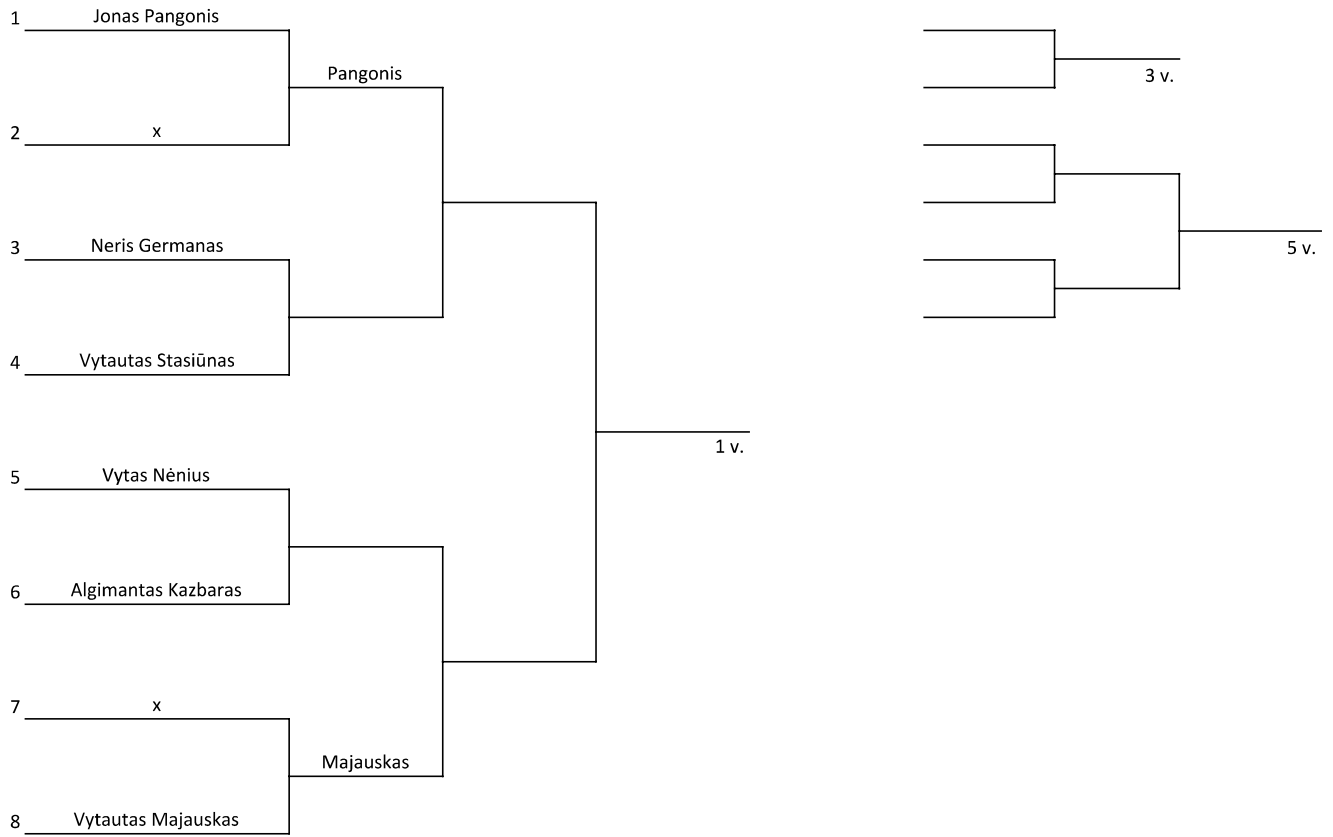 1 Jonas Pangonis
Pangonis
2 x
3 Neris Germanas
4 Vytautas Stasiūnas
1 v.
5 Vytas Nėnius
6 Algimantas Kazbaras
7 x
Majauskas
8 Vytautas Majauskas
3 v.
5 v.